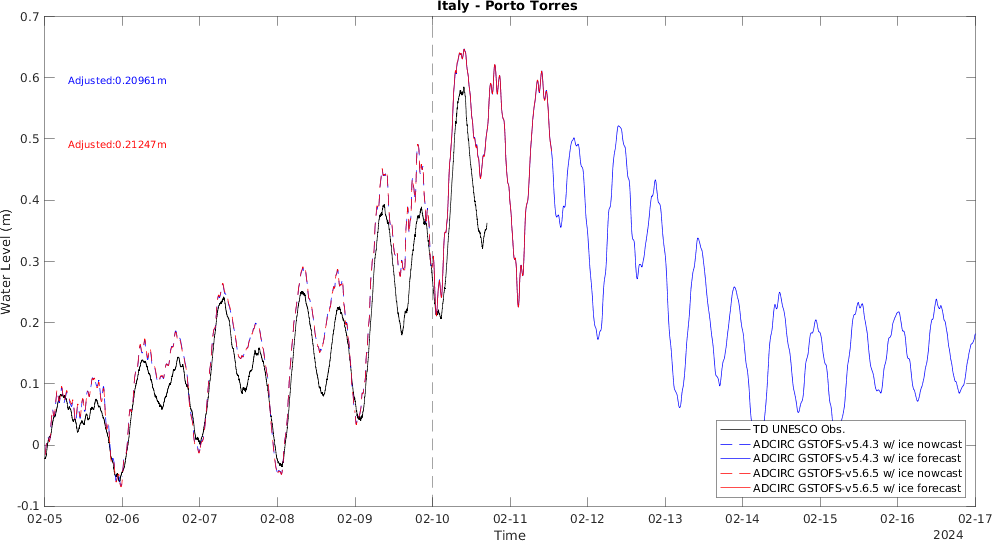 Italy - Porto Torres
Adjusted:0.20961m
Adjusted:0.21247m
Water Level (m)
0.7
0.6
0.5
0.4
0.3
0.2
0.1
0
-0.1
TD UNESCO Obs.
ADCIRC GSTOFS-v5.4.3 w/ ice nowcast
ADCIRC GSTOFS-v5.4.3 w/ ice forecast
ADCIRC GSTOFS-v5.6.5 w/ ice nowcast
ADCIRC GSTOFS-v5.6.5 w/ ice forecast
02-05 02-06 02-07 02-08 02-09 02-10 02-11 02-12 02-13 02-14 02-15 02-16 02-17
Time
2024